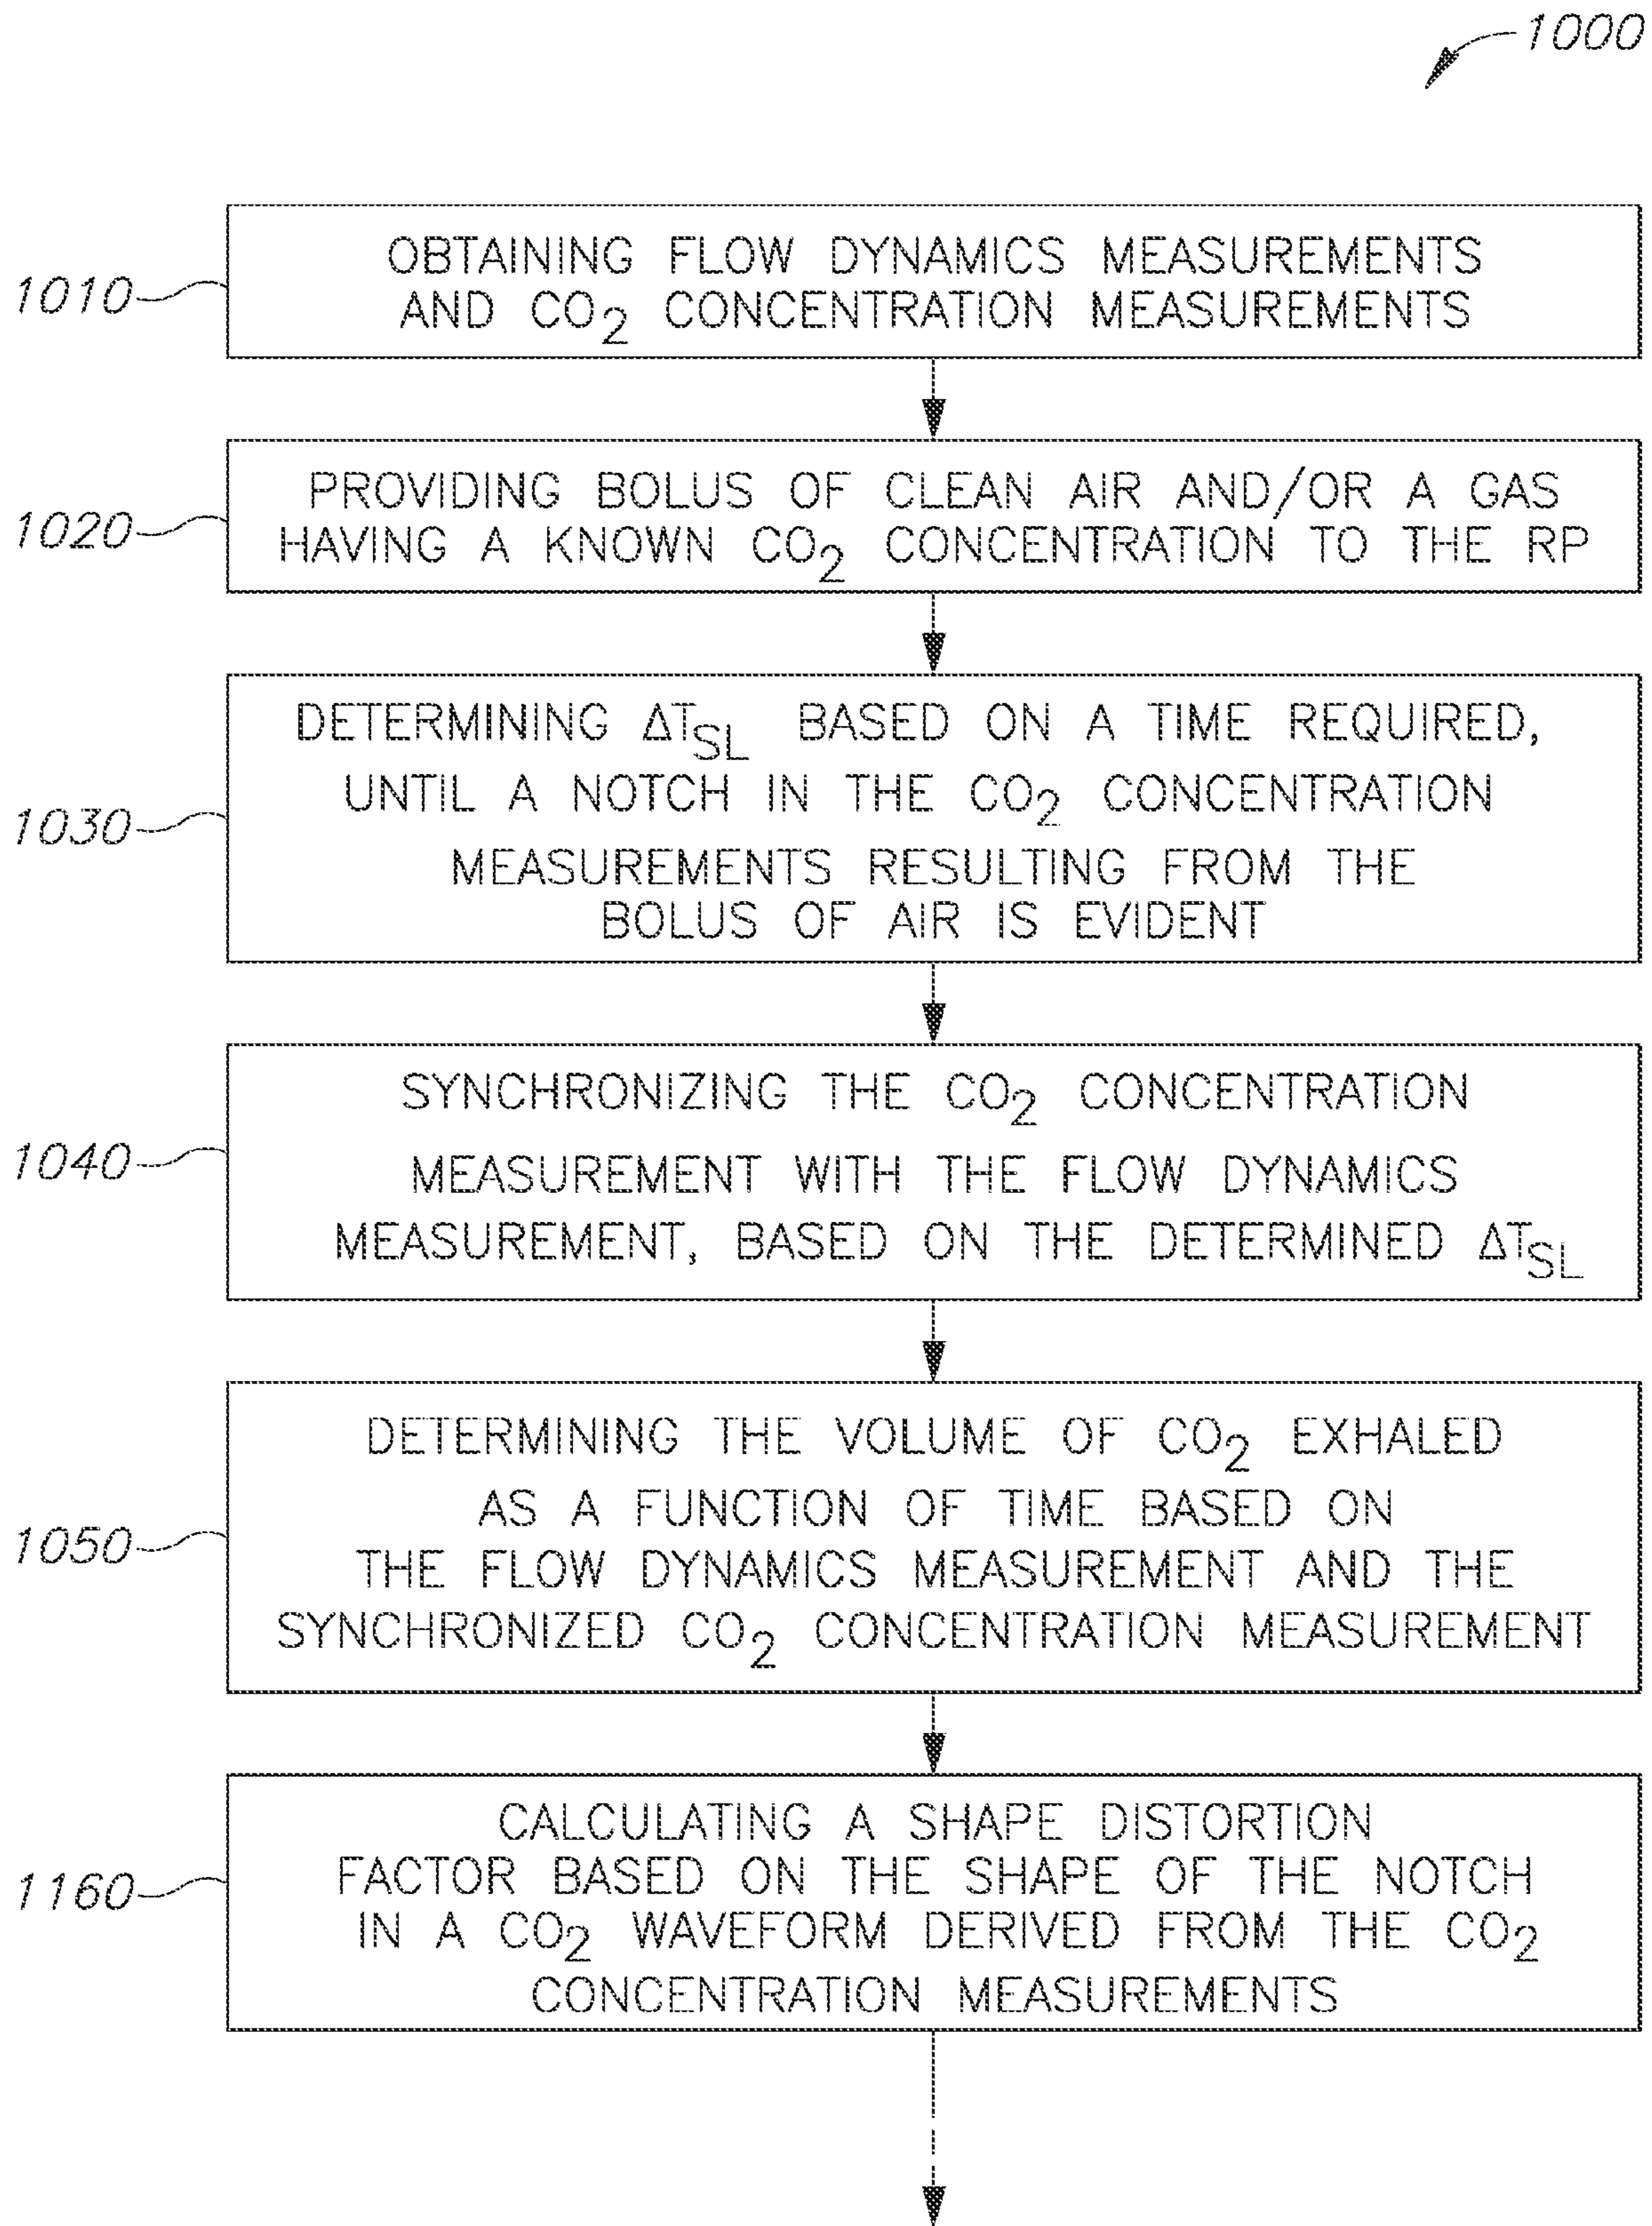 1000
1010
OBTAINING FLOW DYNAMICS MEASUREMENTS
AND CO2 CONCENTRATION MEASUREMENTS
1020
PROVIDING BOLUS OF CLEAN AIR AND/OR A GAS
HAVING A KNOWN CO2 CONCENTRATION TO THE RP
1030
DETERMINING ΔTSL BASED ON A TIME REQUIRED,
UNTIL A NOTCH IN THE CO2 CONCENTRATION
MEASUREMENTS RESULTING FROM THE
BOLUS OF AIR IS EVIDENT
1040
SYNCHRONIZING THE CO2 CONCENTRATION
MEASUREMENT WITH THE FLOW DYNAMICS
MEASUREMENT, BASED ON THE DETERMINED ΔTSL
1050
DETERMINING THE VOLUME OF CO2 EXHALED
AS A FUNCTION OF TIME BASED ON
THE FLOW DYNAMICS MEASUREMENT AND THE
SYNCHRONIZED CO2 CONCENTRATION MEASUREMENT
1160
CALCULATING A SHAPE DISTORTION
FACTOR BASED ON THE SHAPE OF THE NOTCH
IN A CO2 WAVEFORM DERIVED FROM THE CO2
CONCENTRATION MEASUREMENTS